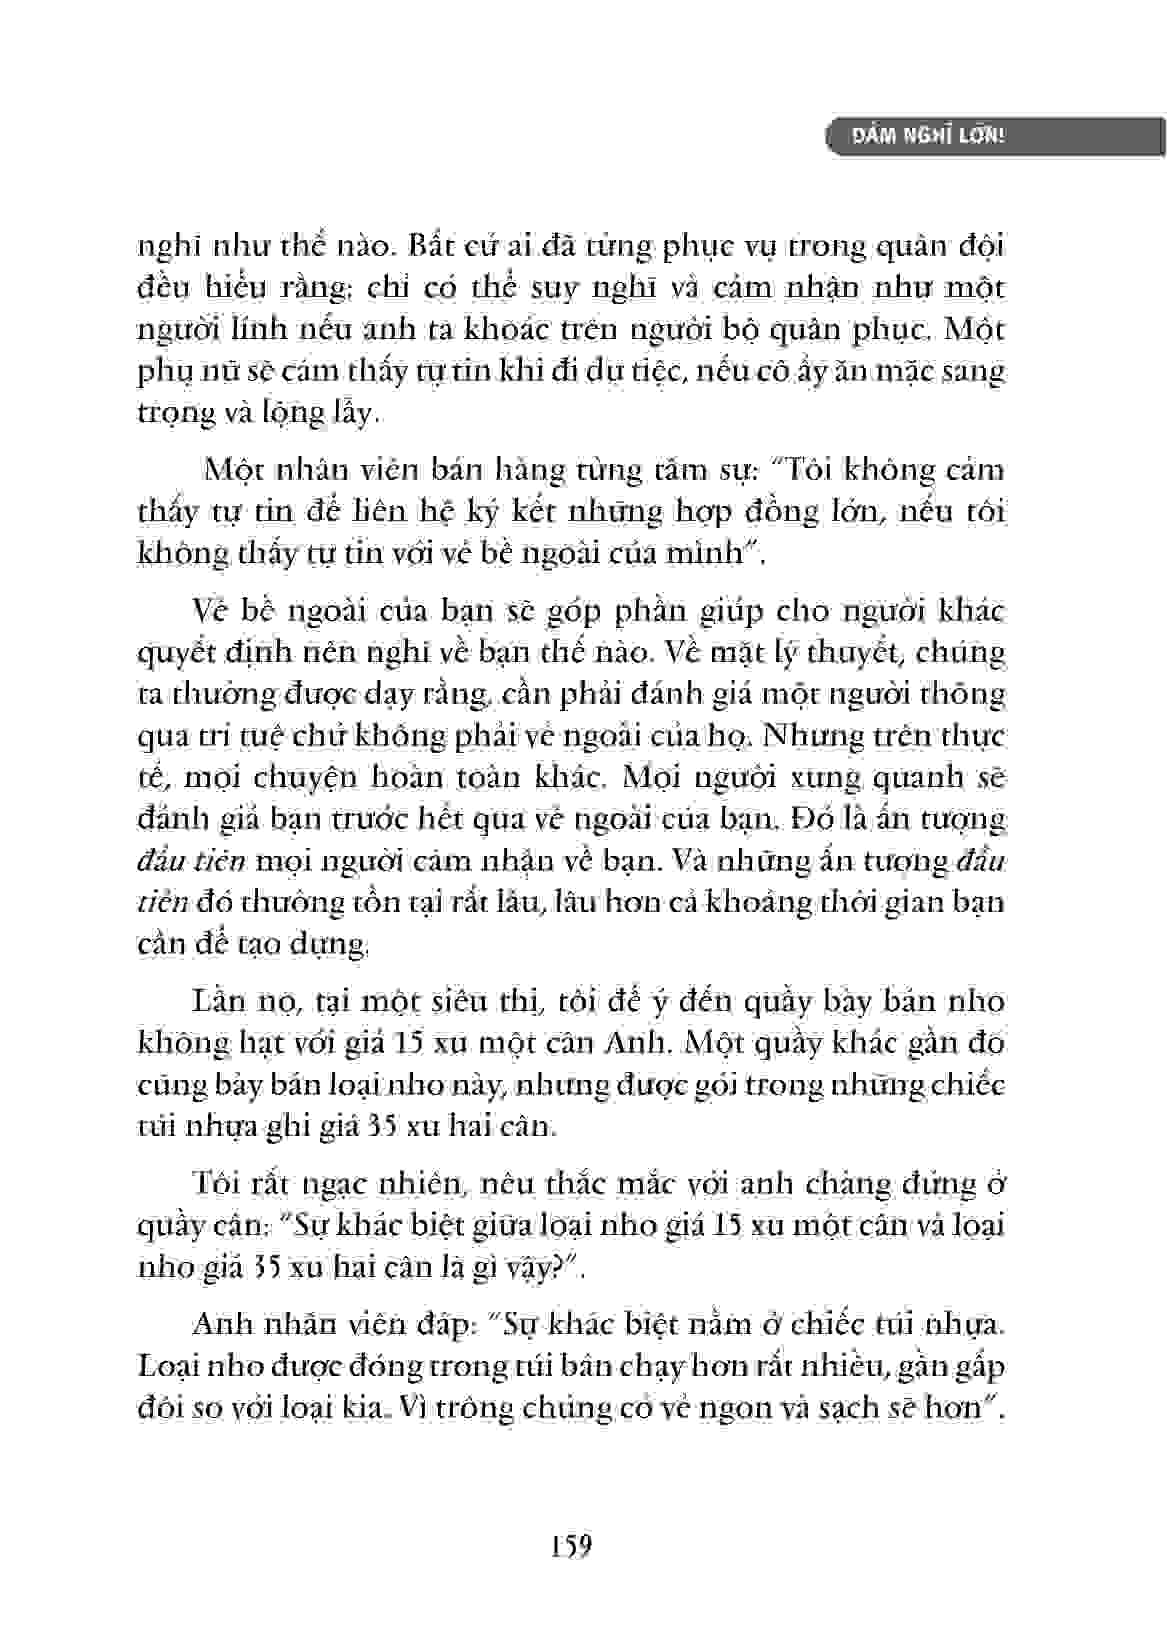 DÁM NGHĨ LỚN!
nghĩ như thế nào. Bất cứ ai đã từng phục vụ trong quân đội
đều hiểu rằng: chỉ có thể suy nghĩ và cảm nhận như một
người lính nếu anh ta khoác trên người bộ quân phục. Một
phụ nữ sẽ cảm thấy tự tin khi đi dự tiệc, nếu cô ấy ăn mặc sang
trọng và lộng lẫy.
Một nhân viên bán hàng từng tâm sự: "Tôi không cảm
thấy tự tin để liên hệ ký kết những hợp đồng lớn, nếu tôi
không thấy tự tin với vẻ bề ngoài của mình".
Vẻ bề ngoài của bạn sẽ góp phần giúp cho người khác
quyết định nên nghĩ về bạn thế nào. Về mặt lý thuyết, chúng
ta thường được dạy rằng, cần phải đánh giá một người thông
qua trí tuệ chứ không phải vẻ ngoài của họ. Nhưng trên thực
tế, mọi chuyện hoàn toàn khác. Mọi người xung quanh sẽ
đánh giá bạn trước hết qua vẻ ngoài của bạn. Đó là ấn tượng
đầu tiên mọi người cảm nhận về bạn. Và những ấn tượng đầu
tiên đó thường tồn tại rất lâu, lâu hơn cả khoảng thời gian bạn
cần để tạo dựng.
Lần nọ, tại một siêu thị, tôi để ý đến quầy bày bán nho
không hạt với giá 15 xu một cân Anh. Một quầy khác gần đó
cũng bày bán loại nho này, nhưng được gói trong những chiếc
túi nhựa ghi giá 35 xu hai cân.
Tôi rất ngạc nhiên, nêu thắc mắc với anh chàng đứng ở
quầy cân: "Sự khác biệt giữa loại nho giá 15 xu một cân và loại
nho giá 35 xu hai cân là gì vậy?".
Anh nhân viên đáp: "Sự khác biệt nằm ở chiếc túi nhựa.
Loại nho được đóng trong túi bán chạy hơn rất nhiều, gần gấp
đôi so với loại kia. Vì trông chúng có vẻ ngon và sạch sẽ hơn".
159